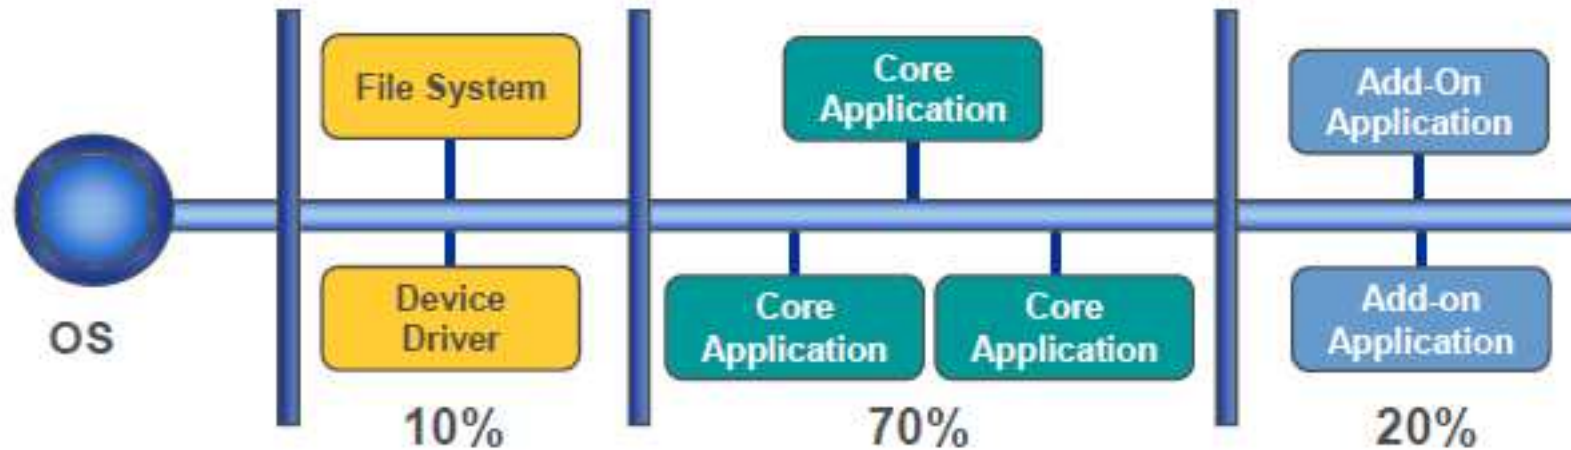 File System
Core
Application
Add-On
Application
Device
Driver
Core
Application
Core
Application
Add-on
Application
OS
10%
70%
20%